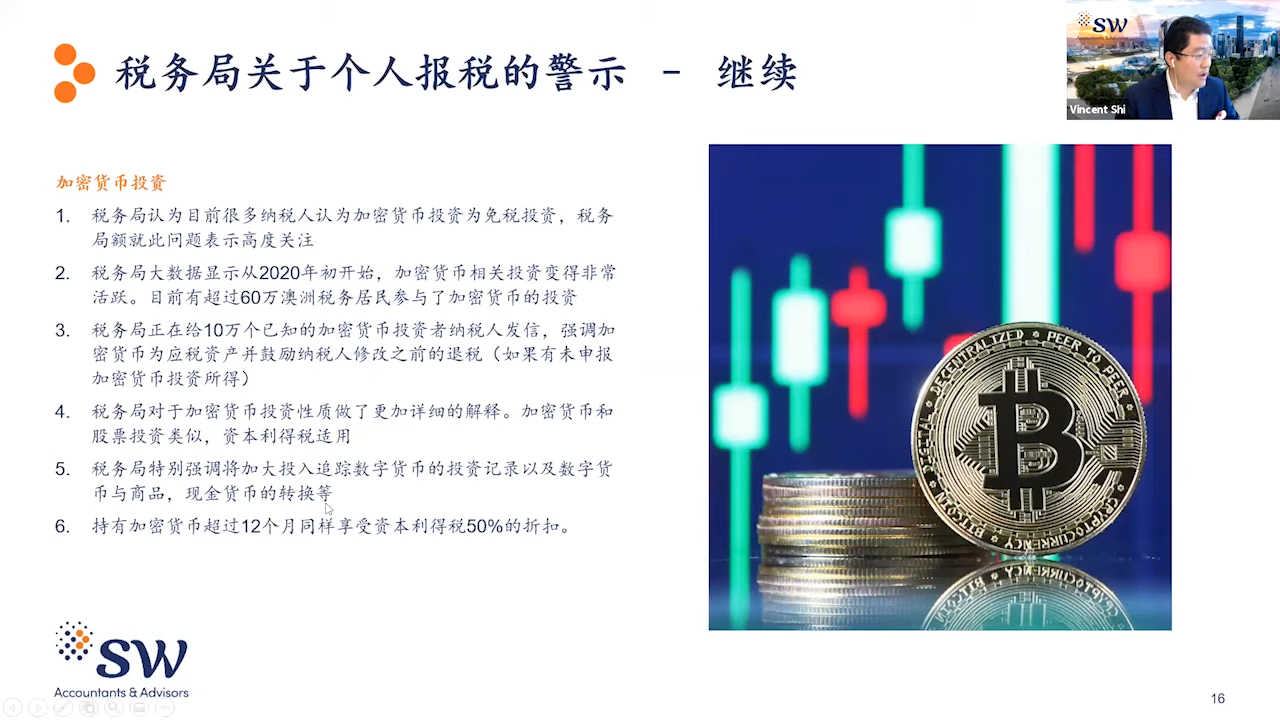 税务局关于个人报税的警示 - 继续
SW
Accountants & Advisors
Vincent Shi
加密货币投资
1. 税务局认为目前很多纳税人认为加密货币投资为免税投资，税务
局额就此问题表示高度关注
2. 税务局大数据显示从2020年初开始，加密货币相关投资变得非常
活跃。目前有超过60万澳洲税务居民参与了加密货币的投资
3. 税务局正在给10万个已知的加密货币投资者纳税人发信，强调加
密货币为应税资产并鼓励纳税人修改之前的退税（如果有未申报
加密货币投资所得）
4. 税务局对于加密货币投资性质做了更加详细的解释。加密货币和
股票投资类似，资本利得税适用
5. 税务局特别强调将加大投入追踪数字货币的投资记录以及数字货
币与商品，现金货币的转换等
6. 持有加密货币超过12个月同样享受资本利得税50%的折扣。
DECENTRALIZED PEER TO PEER
DIGITAL BITCOIN CRYPTOCURRENCY
SW
Accountants & Advisors
16